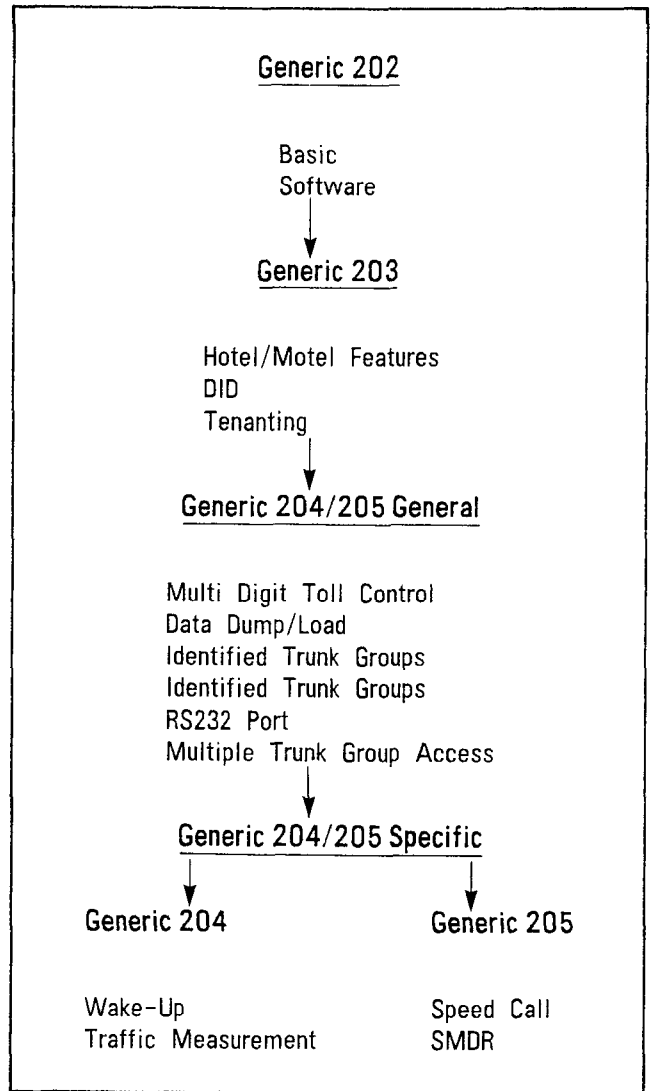 Generic 202
Basic
Software
Generic 203
Hotel/Motel Features
DID
Tenanting
Generic 204/205 General
Multi Digit Toll Control
Data Dump/Load
Identified Trunk Groups
Identified Trunk Groups
RS232 Port
Multiple Trunk Group Access
Generic 204/205 Specific
Generic 204
Generic 205
Wake-Up
Speed Call
Traffic Measurement
SMDR